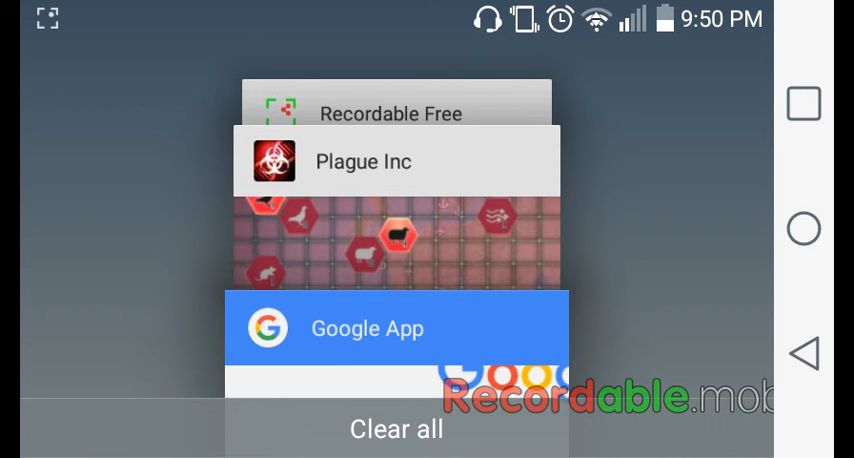 9:50 PM
Recordable Free
Plague Inc
Google App
Recordable.mob
Clear all